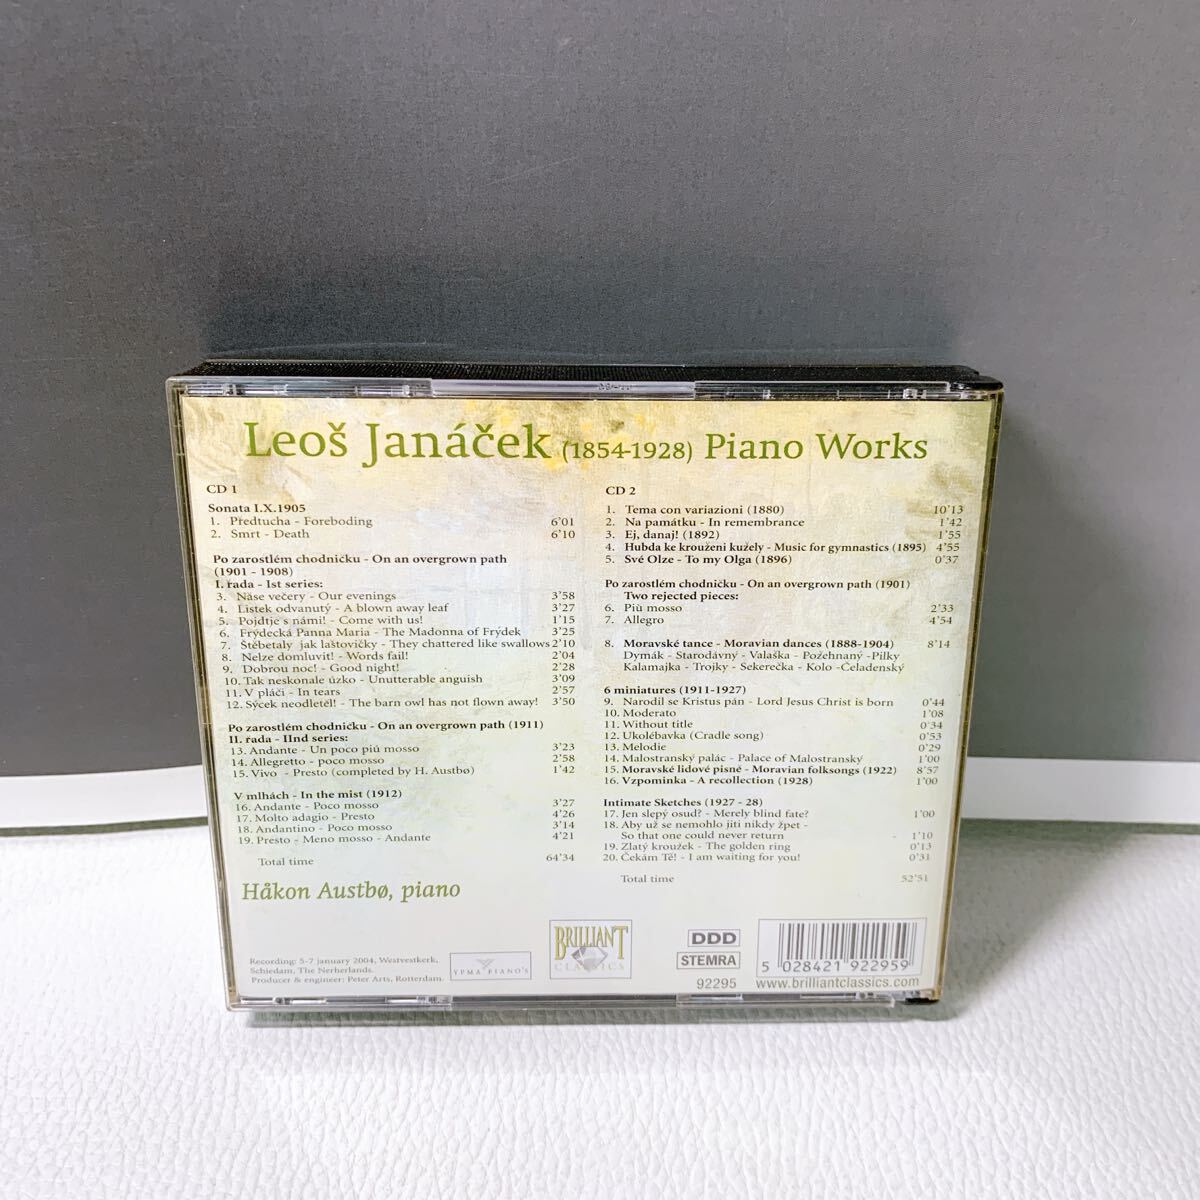 Leoš Janáček (1854-1928) Piano Works
CD 1
Sonata I.X.1905
1. Předtucha - Foreboding 6'01
2. Smrt - Death 6'10
Po zarostlém chodničku - On an overgrown path
(1901 - 1908)
I. řada - Ist series:
3. Náse večery - Our evenings 3'58
4. Lístek odvanutý - A blown away leaf 3'27
5. Pojdtje s námi! - Come with us! 1'15
6. Frýdecká Panna Maria - The Madonna of Frýdek 3'25
7. Štěbetaly jak laštovičky - They chattered like swallows 2'10
8. Nelze domluvit! - Words fail! 2'04
9. Dobrou noc! - Good night! 2'28
10. Tak neskonale úzko - Unutterable anguish 3'09
11. V pláči - In tears 2'57
12. Sýcek neodletěl! - The barn owl has not flown away! 3'50
Po zarostlém chodničku - On an overgrown path (1911)
II. řada - IInd series:
13. Andante - Un poco più mosso 3'23
14. Allegretto - poco mosso 2'58
15. Vivo - Presto (completed by H. Austbø) 1'42
V mlhách - In the mist (1912)
16. Andante - Poco mosso 3'27
17. Molto adagio - Presto 4'26
18. Andantino - Poco mosso 3'14
19. Presto - Meno mosso - Andante 4'21
Total time 64'34
Håkon Austbø, piano
CD 2
1. Tema con variazioni (1880) 10'13
2. Na památku - In remembrance 1'42
3. Ej, danaj! (1892) 1'55
4. Hubda ke krouženi kužely - Music for gymnastics (1895) 4'55
5. Své Olze - To my Olga (1896) 0'37
Po zarostlém chodničku - On an overgrown path (1901)
Two rejected pieces:
6. Più mosso 2'33
7. Allegro 4'54
8. Moravské tance - Moravian dances (1888-1904) 8'14
Dymák - Starodávný - Valaška - Požehnaný -Pilky
Kalamajka - Trojky - Sekerečka - Kolo -Čeladenský
6 miniatures (1911-1927)
9. Narodil se Kristus pán - Lord Jesus Christ is born 0'44
10. Moderato 1'08
11. Without title 0'34
12. Ukolébavka (Cradle song) 0'53
13. Melodie 0'29
14. Malostranský palác - Palace of Malostranský 1'00
15. Moravské lidové pisně - Moravian folksongs (1922) 8'57
16. Vzpomínka - A recollection (1928) 1'00
Intimate Sketches (1927 - 28)
17. Jen slepý osud? - Merely blind fate? 1'00
18. Aby už se nemohlo jiti nikdy žpet -
So that one could never return - 1'10
19. Zlatý kroužek - The golden ring 0'13
20. Čekám Tě! - I am waiting for you! 0'31
Total time 52'51
Recording: 5-7 january 2004, Westvestkerk,
Schiedam, The Netherlands.
Producer & engineer: Peter Arts, Rotterdam.
YPMA PIANO'S
BRILLIANT
CLASSICS
DDD
STEMRA
92295
5 028421 922959
www.brilliantclassics.com